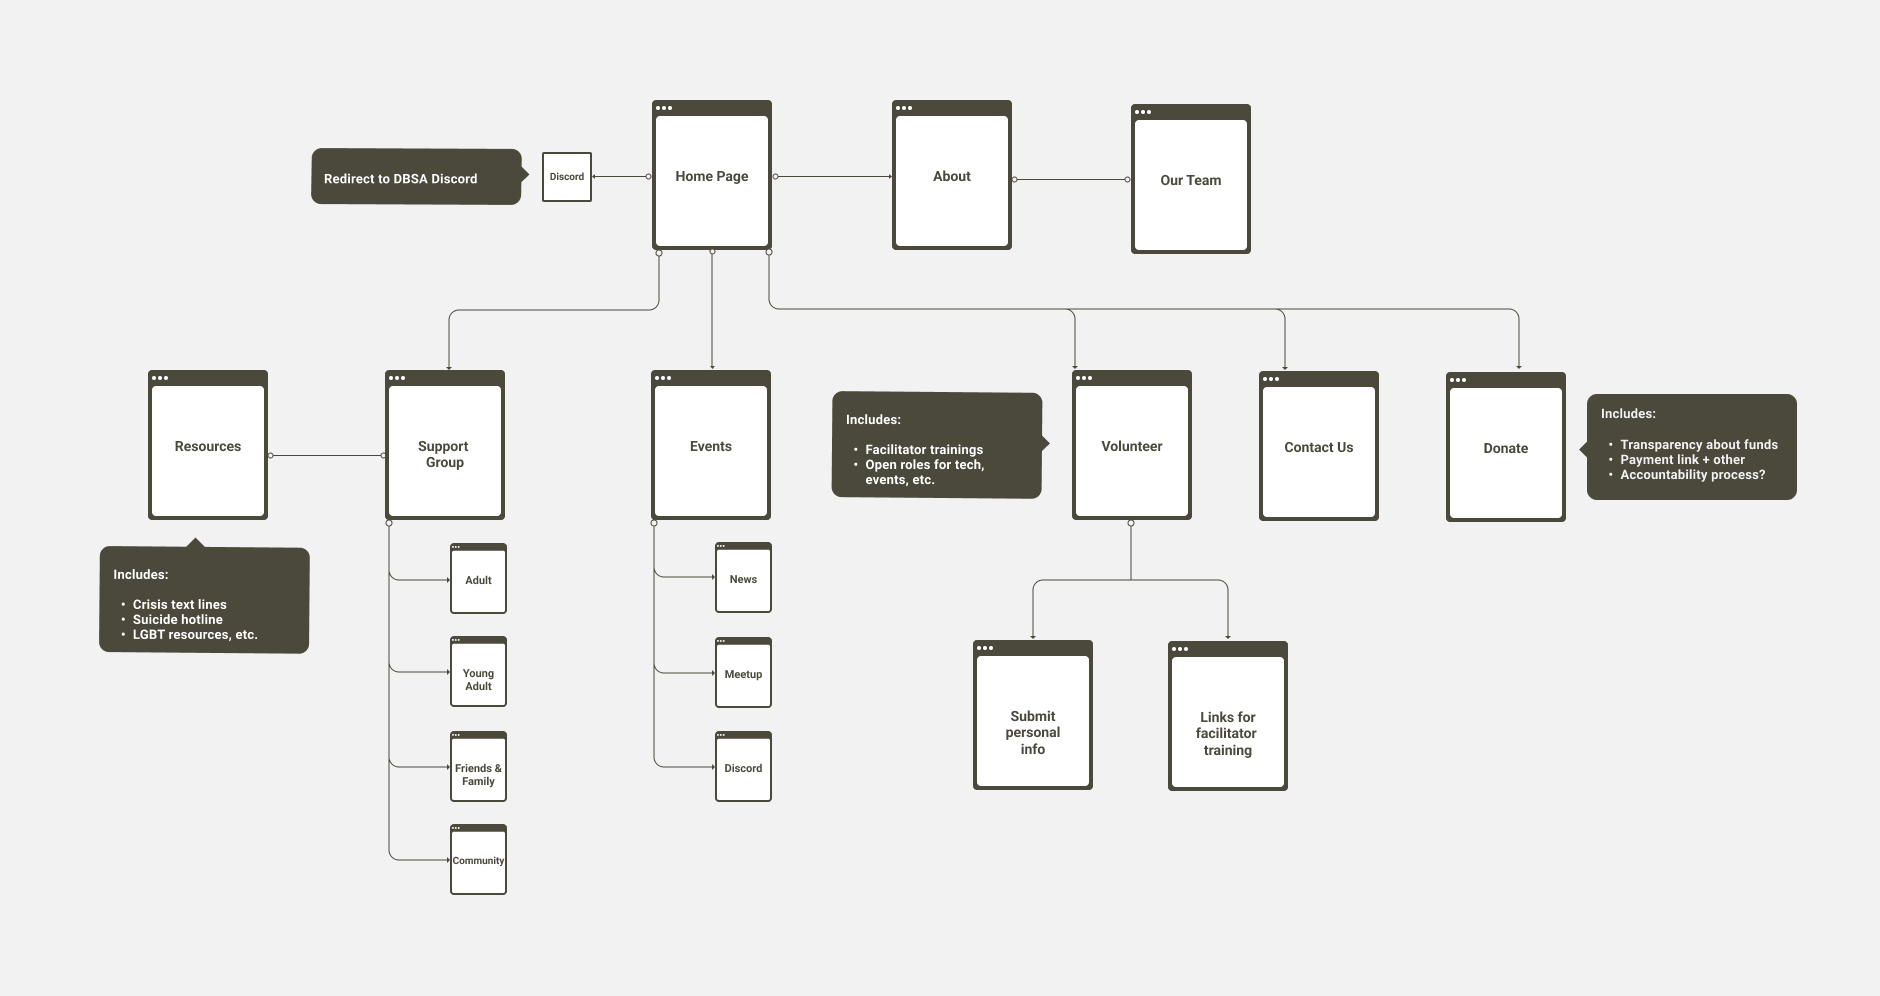 Redirect to DBSA Discord
Discord
Home Page
About
Our Team
Resources
Support
Group
Events
Includes:
• Facilitator trainings
• Open roles for tech,
events, etc.
Volunteer
Contact Us
Donate
Includes:
• Transparency about funds
• Payment link + other
• Accountability process?
Includes:
• Crisis text lines
• Suicide hotline
• LGBT resources, etc.
Adult
Young
Adult
Friends &
Family
Community
News
Meetup
Discord
Submit
personal
info
Links for
facilitator
training